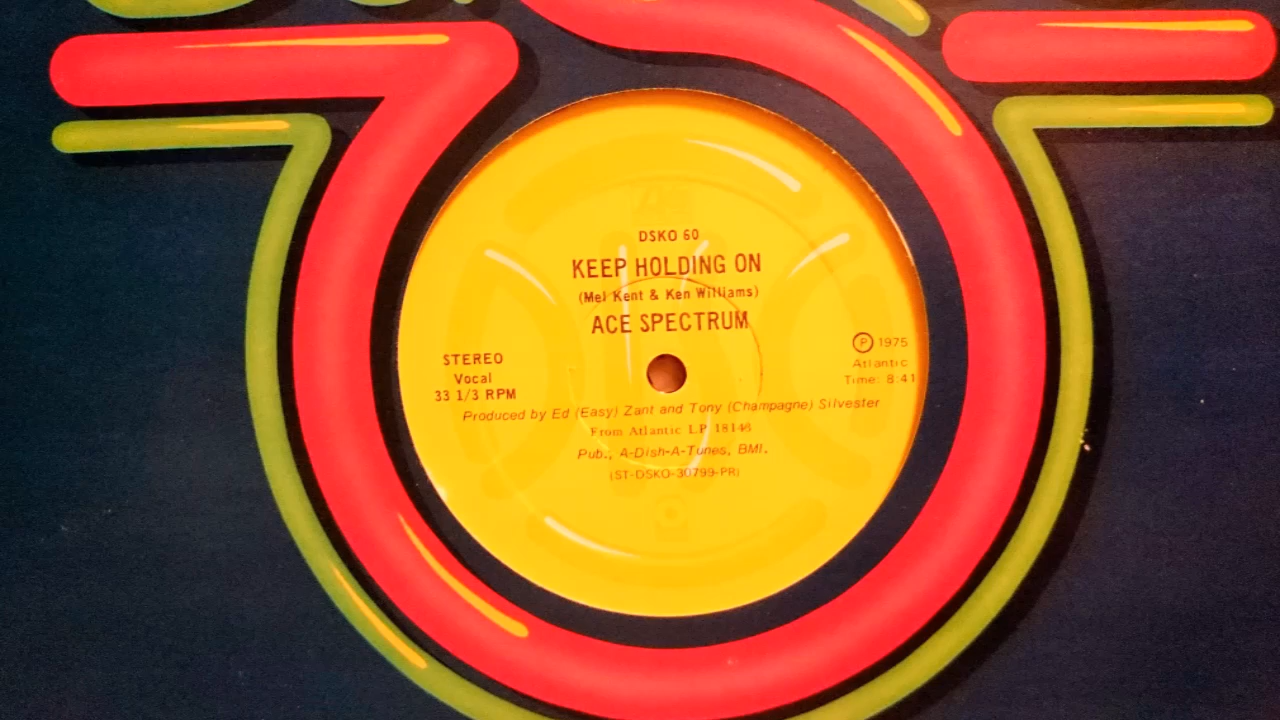 DSKO 60
KEEP HOLDING ON
(Mel Kent & Ken Williams)
ACE SPECTRUM
STEREO
Vocal
33 1/3 RPM
Ⓟ 1975
Atlantic
Time: 8:41
Produced by Ed (Easy) Zant and Tony (Champagne) Silvester
From Atlantic LP 18143
Pub., A-Dish-A-Tunes, BMI.
(ST-DSKO-30799-PR)